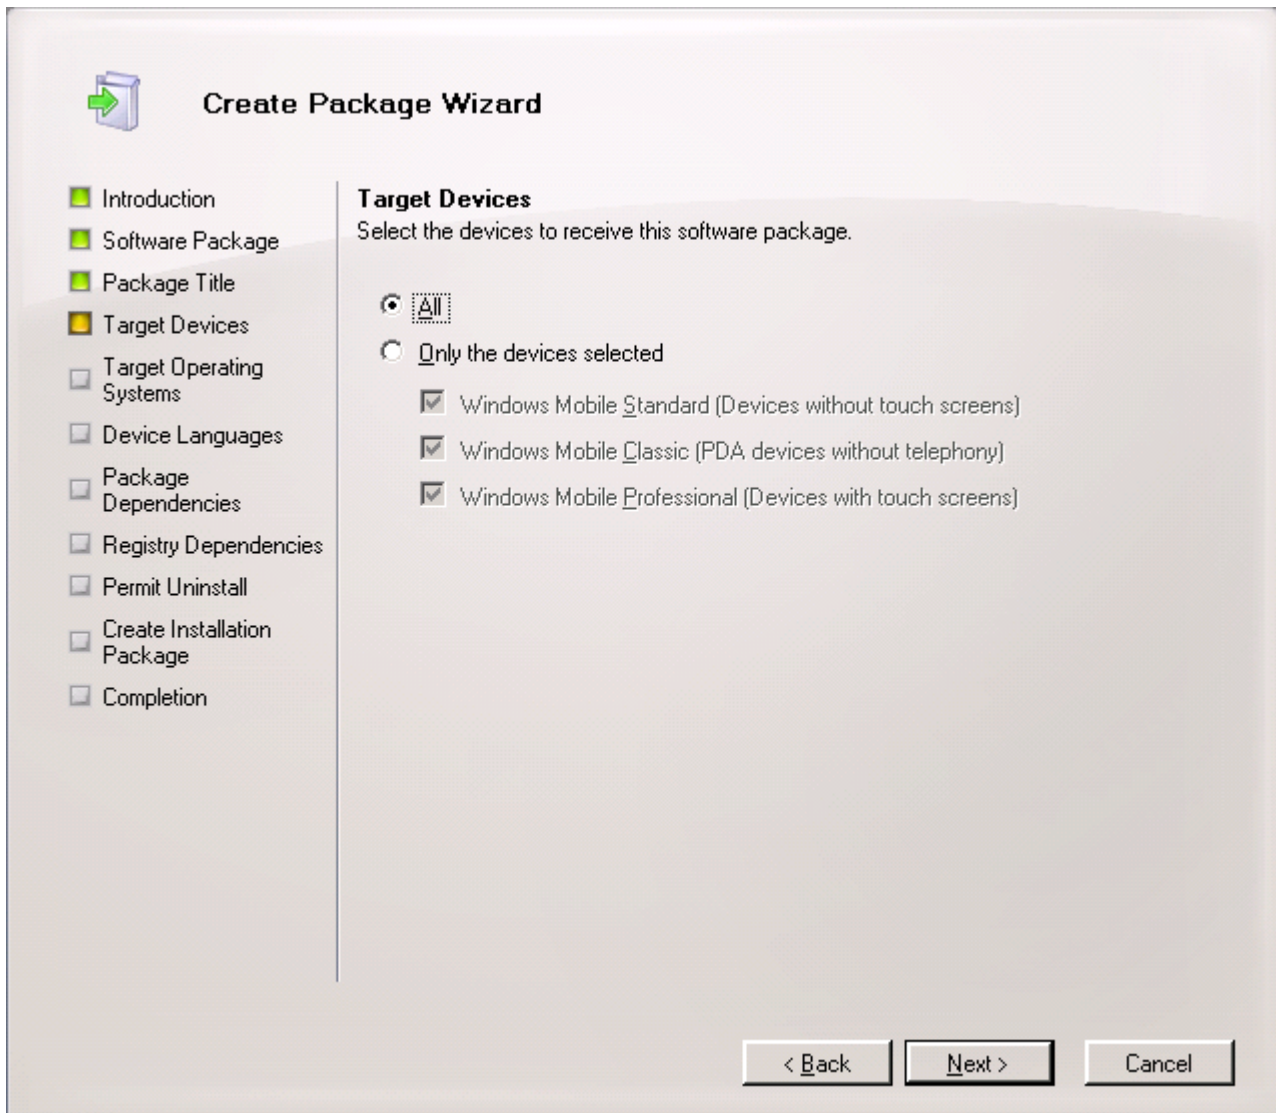 Create Package Wizard
Introduction
Software Package
Package Title
Target Devices
Target Operating
Systems
Device Languages
Package
Dependencies
Registry Dependencies
Permit Uninstall
Create Installation
Package
Completion
Target Devices
Select the devices to receive this software package.
All
Only the devices selected
Windows Mobile Standard (Devices without touch screens)
Windows Mobile Classic (PDA devices without telephony)
Windows Mobile Professional (Devices with touch screens)
< Back
Next >
Cancel